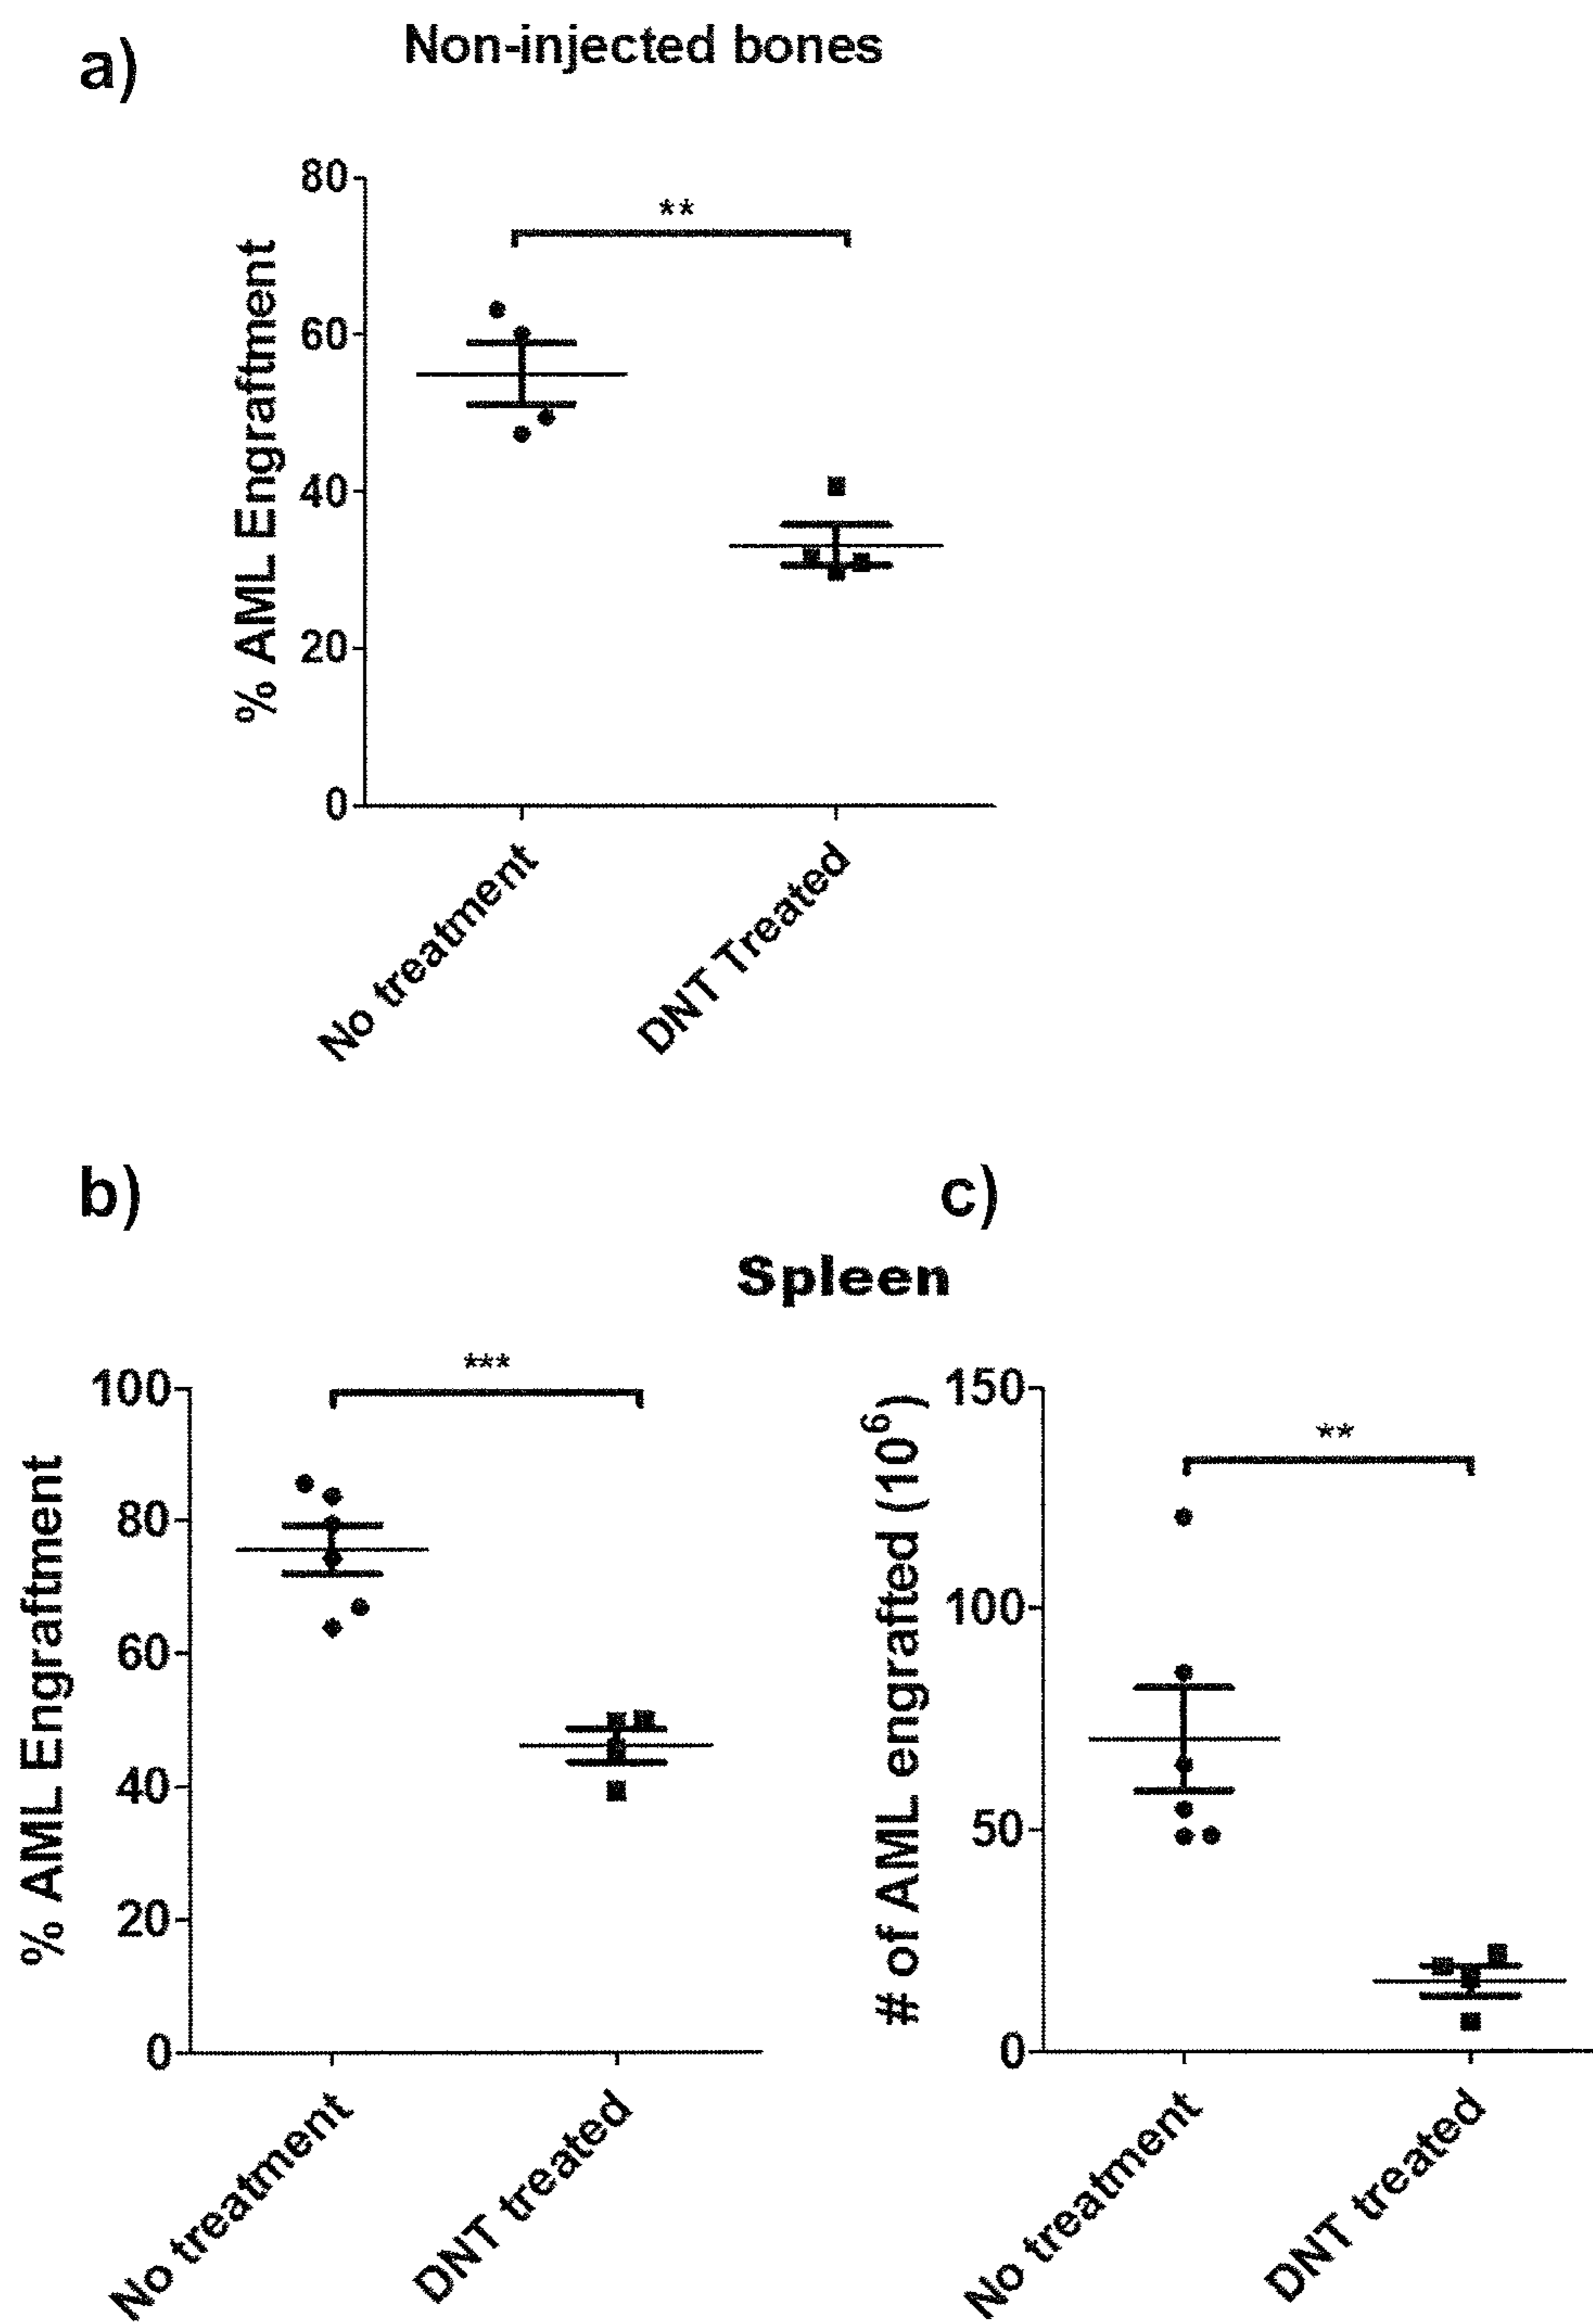 a)
Non-injected bones
% AML Engraftment
80
60
40
20
0
**
No treatment
DNT Treated
b)
c)
Spleen
% AML Engraftment
100
80
60
40
20
0
***
No treatment
DNT treated
# of AML engrafted (10⁶)
150
100
50
0
**
No treatment
DNT treated